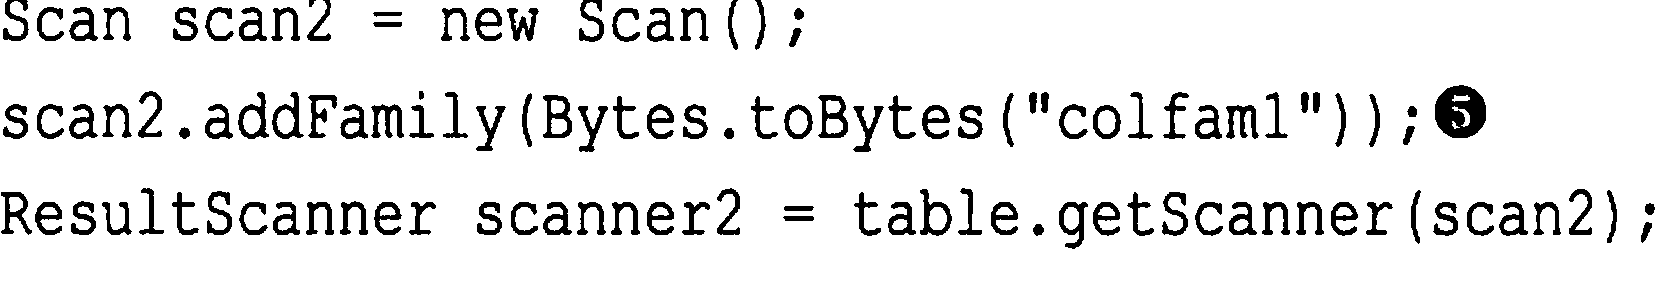 Scan scan2 = new Scan();
scan2.addFamily(Bytes.toBytes("colfam1"));❺
ResultScanner scanner2 = table.getScanner(scan2);